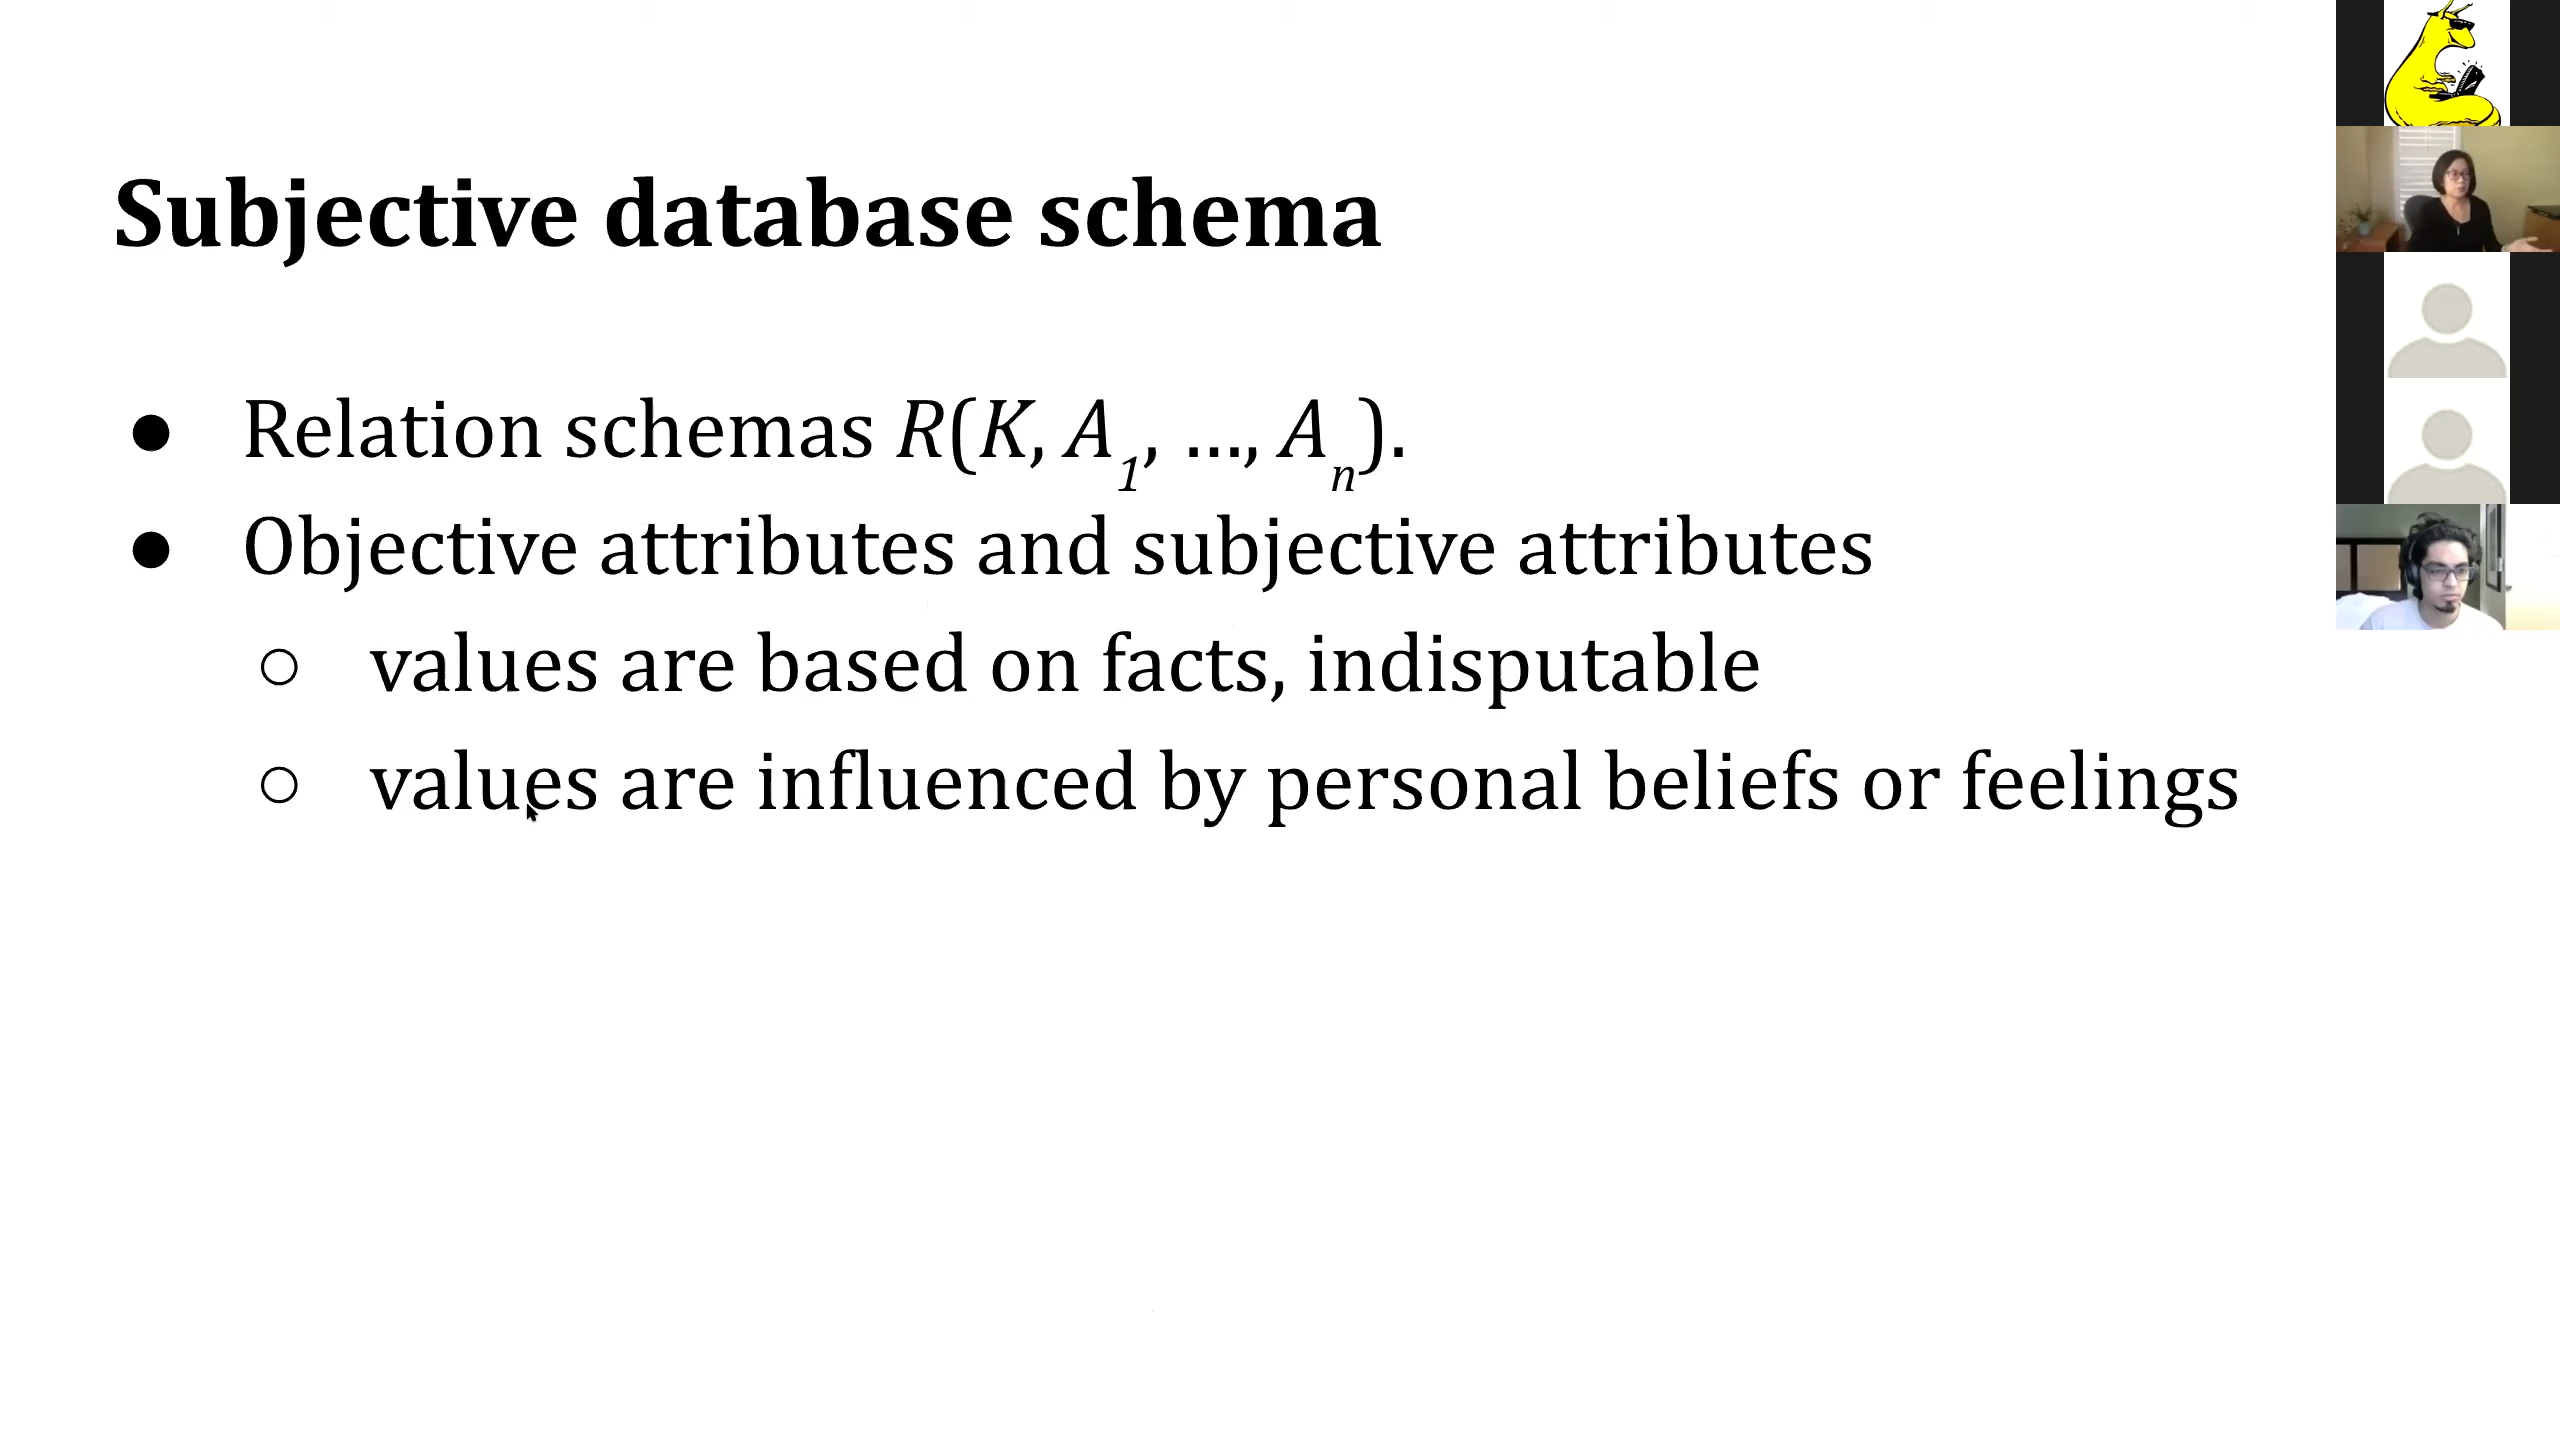 Subjective database schema
● Relation schemas R(K, A1, …, An).
● Objective attributes and subjective attributes
○ values are based on facts, indisputable
○ values are influenced by personal beliefs or feelings